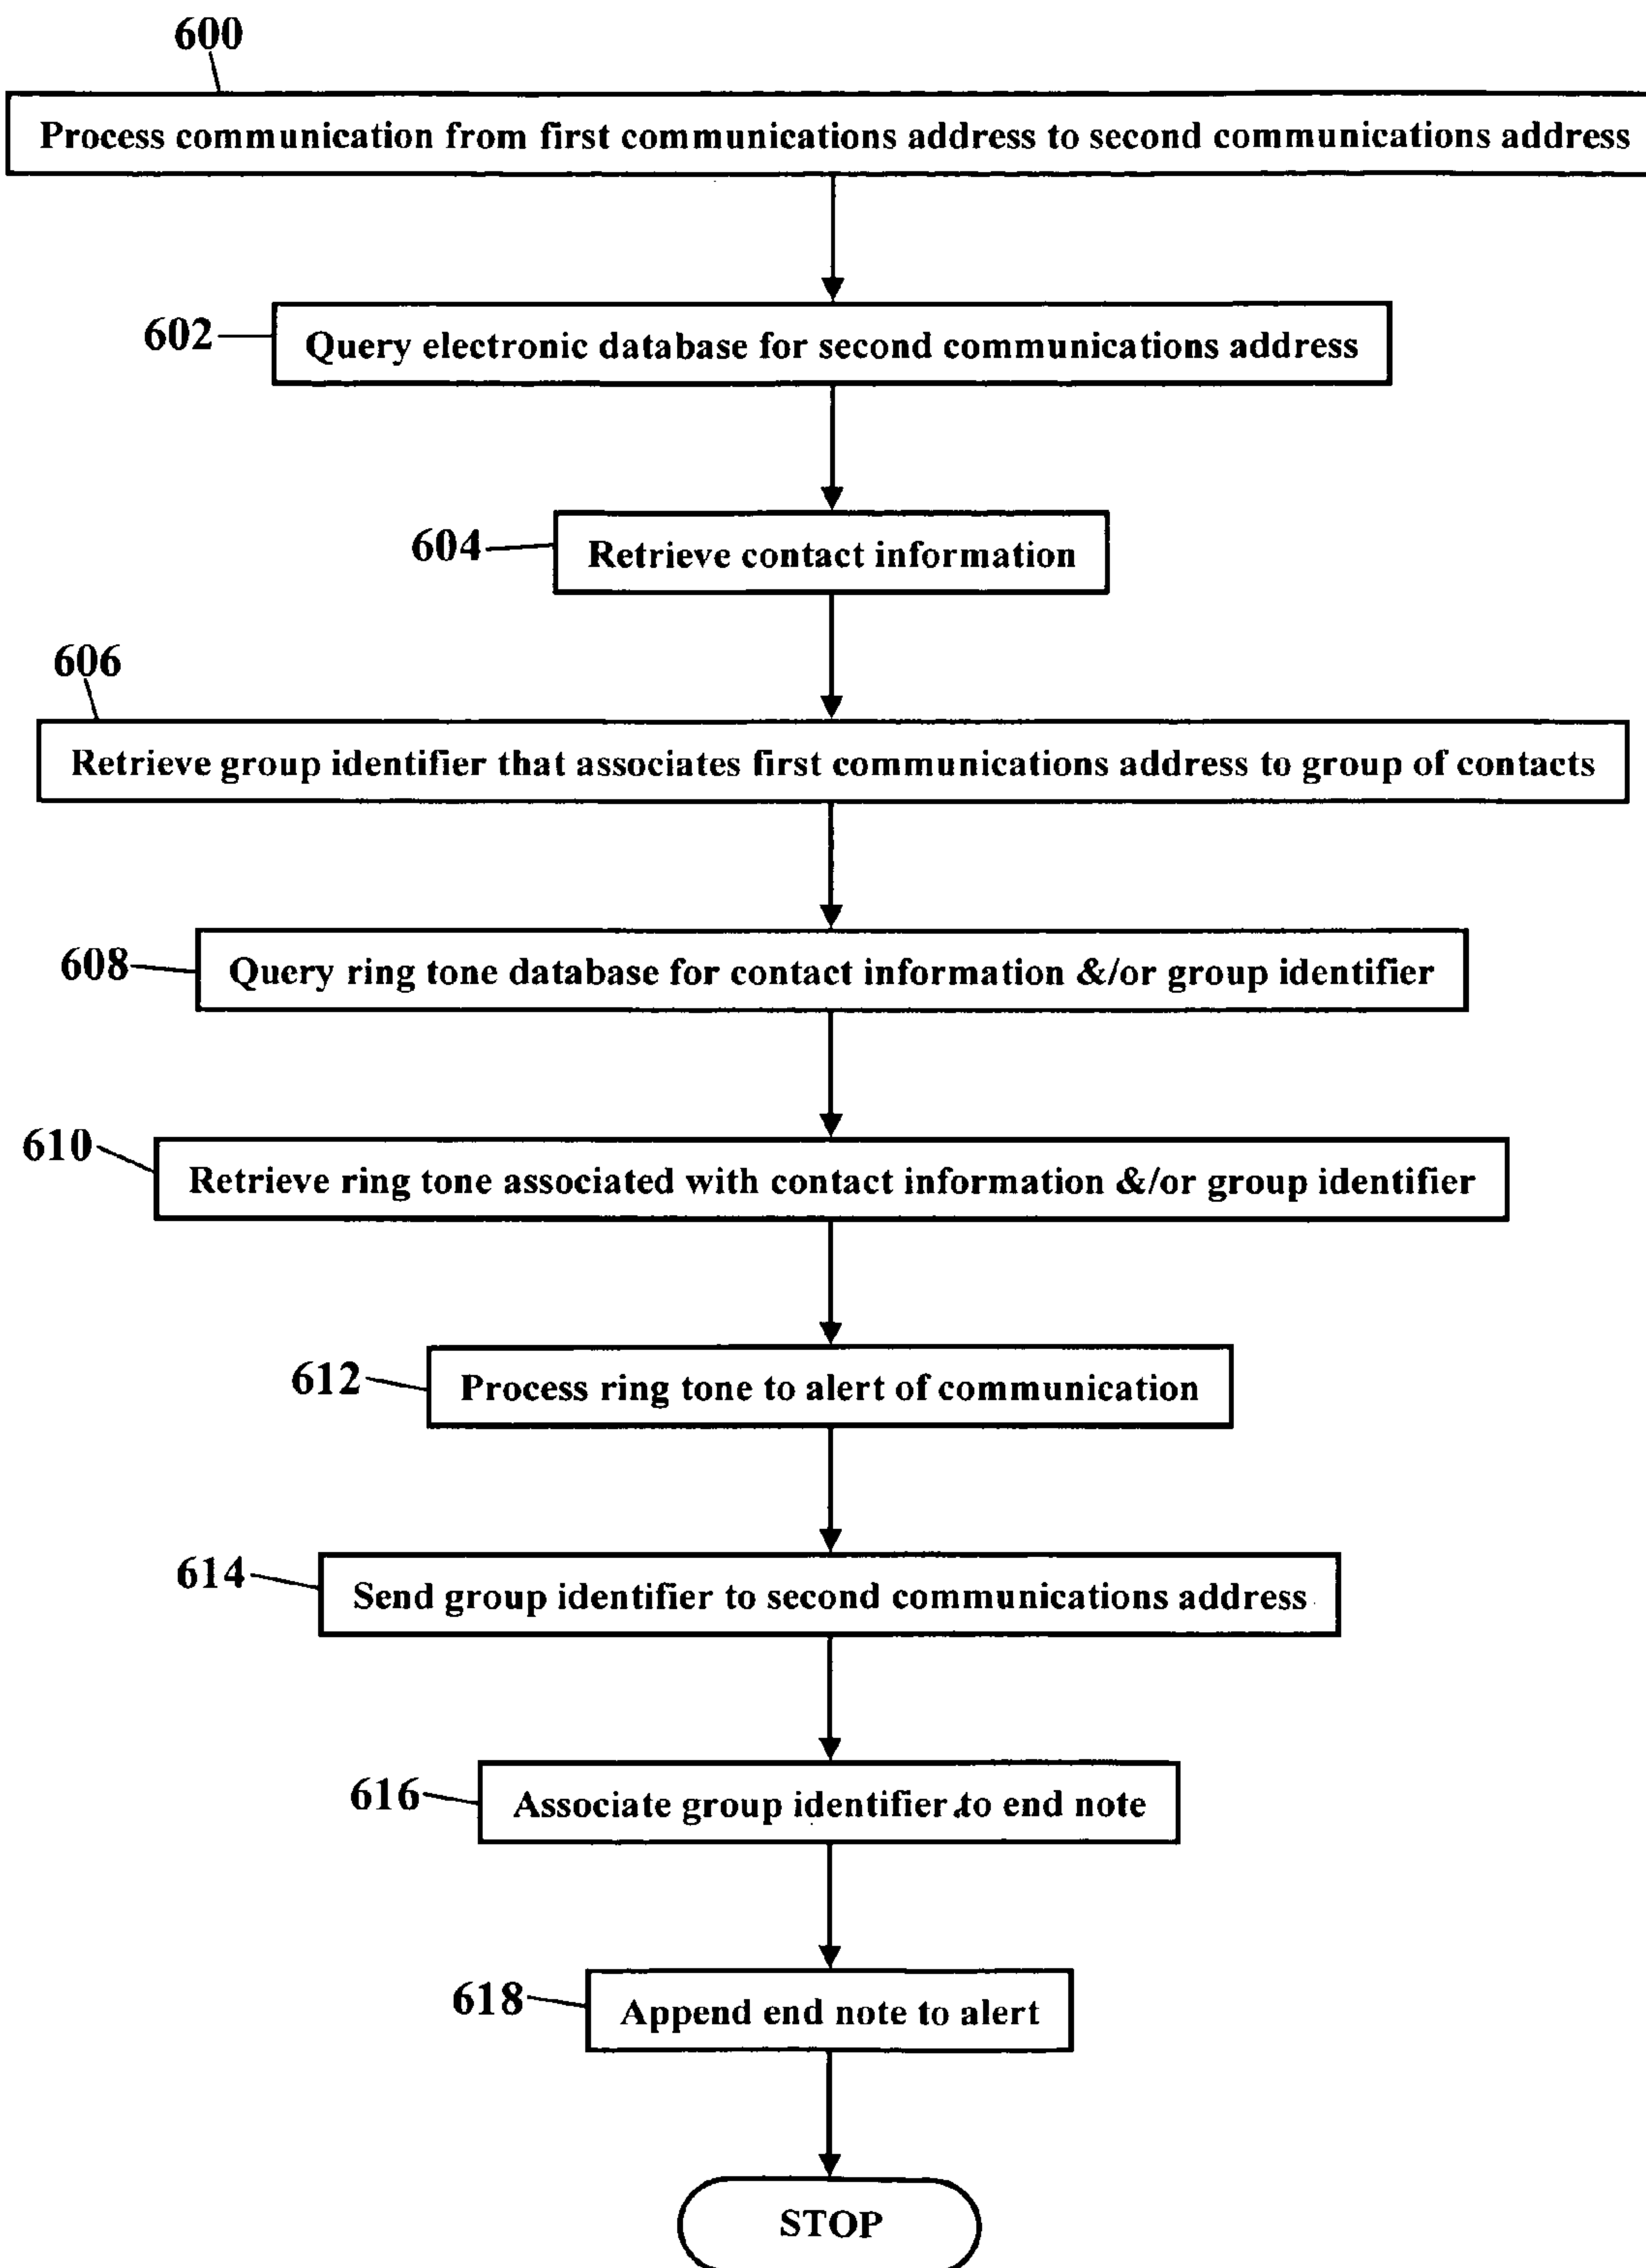 600
Process communication from first communications address to second communications address
602
Query electronic database for second communications address
604
Retrieve contact information
606
Retrieve group identifier that associates first communications address to group of contacts
608
Query ring tone database for contact information &/or group identifier
610
Retrieve ring tone associated with contact information &/or group identifier
612
Process ring tone to alert of communication
614
Send group identifier to second communications address
616
Associate group identifier to end note
618
Append end note to alert
STOP